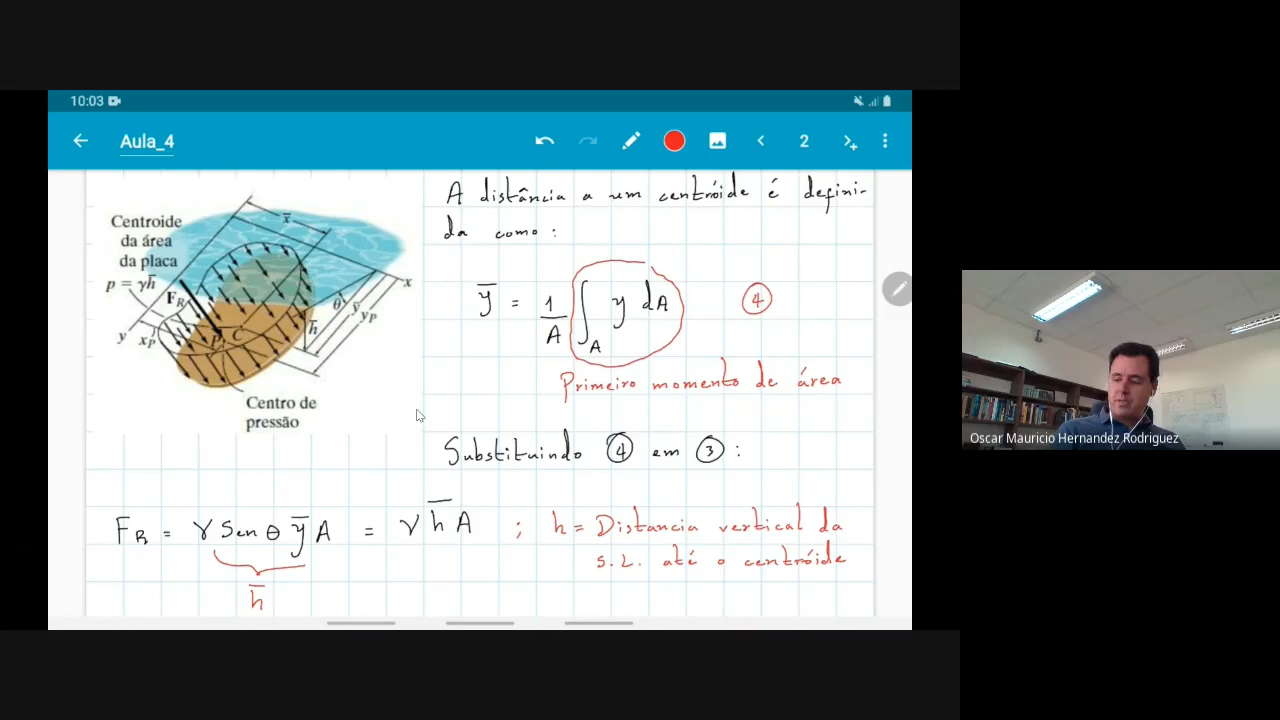 10:03
Aula_4
2
Centroide
da área
da placa
p = γh̄
F_R
x̄
x
θ
ȳ
y_P
h̄
y
x_P
P
C
Centro de
pressão
A distância a um centróide é defini-
da como:
ȳ = 1/A ∫_A y dA ④
Primeiro momento de área
Substituindo ④ em ③:
F_R = γ Sen θ ȳ A = γ h̄ A ; h = Distancia vertical da
s.L. até o centróide
h̄
Oscar Mauricio Hernandez Rodriguez